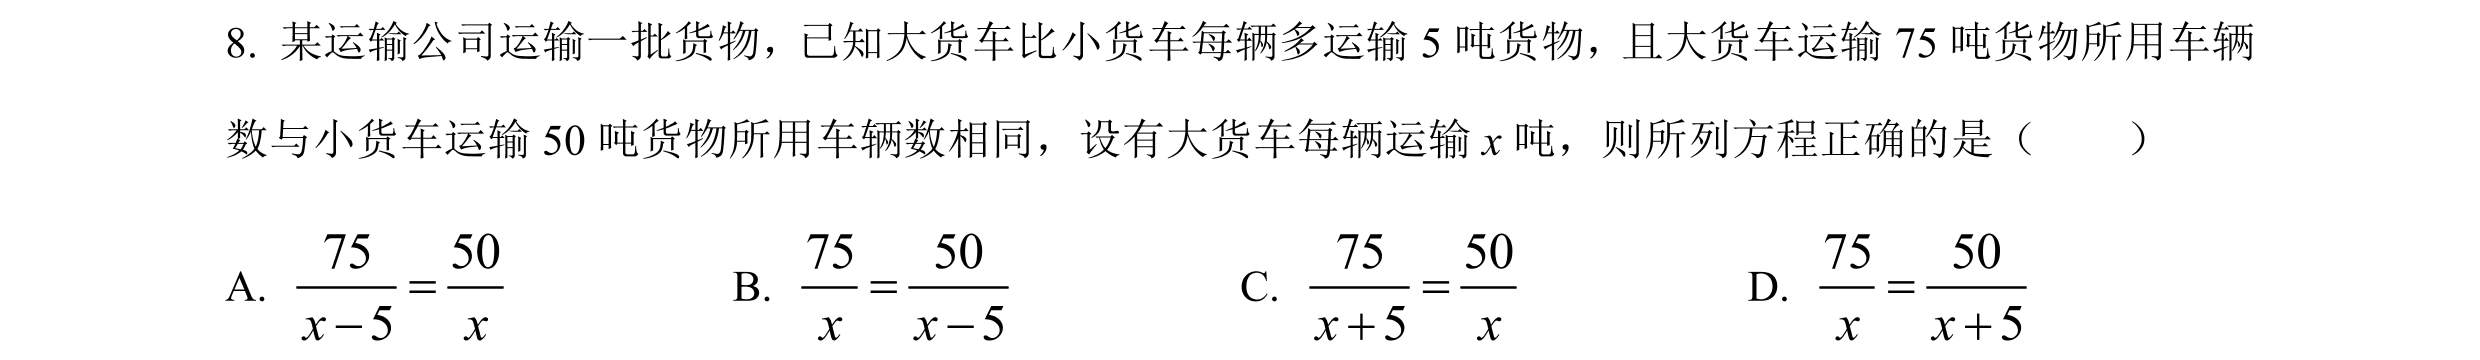 8. 某运输公司运输一批货物，已知大货车比小货车每辆多运输 5 吨货物，且大货车运输 75 吨货物所用车辆
数与小货车运输 50 吨货物所用车辆数相同，设有大货车每辆运输 x 吨，则所列方程正确的是（　　）
A. \frac{75}{x-5}=\frac{50}{x}　B. \frac{75}{x}=\frac{50}{x-5}　C. \frac{75}{x+5}=\frac{50}{x}　D. \frac{75}{x}=\frac{50}{x+5}